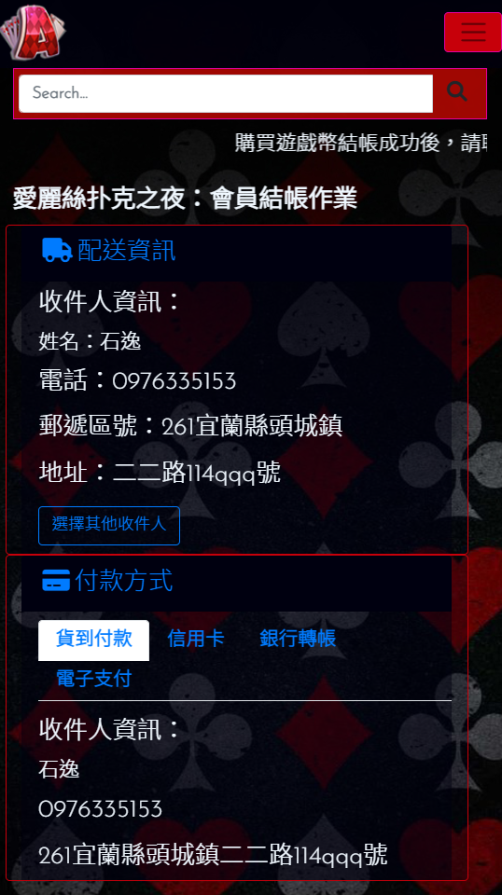 A
Search...
購買遊戲幣結帳成功後，請
愛麗絲扑克之夜：會員結帳作業
配送資訊
收件人資訊：
姓名：石逸
電話：0976335153
郵遞區號：261宜蘭縣頭城鎮
地址：二二路114qqq號
選擇其他收件人
付款方式
貨到付款 信用卡 銀行轉帳
電子支付
收件人資訊：
石逸
0976335153
261宜蘭縣頭城鎮二二路114qqq號